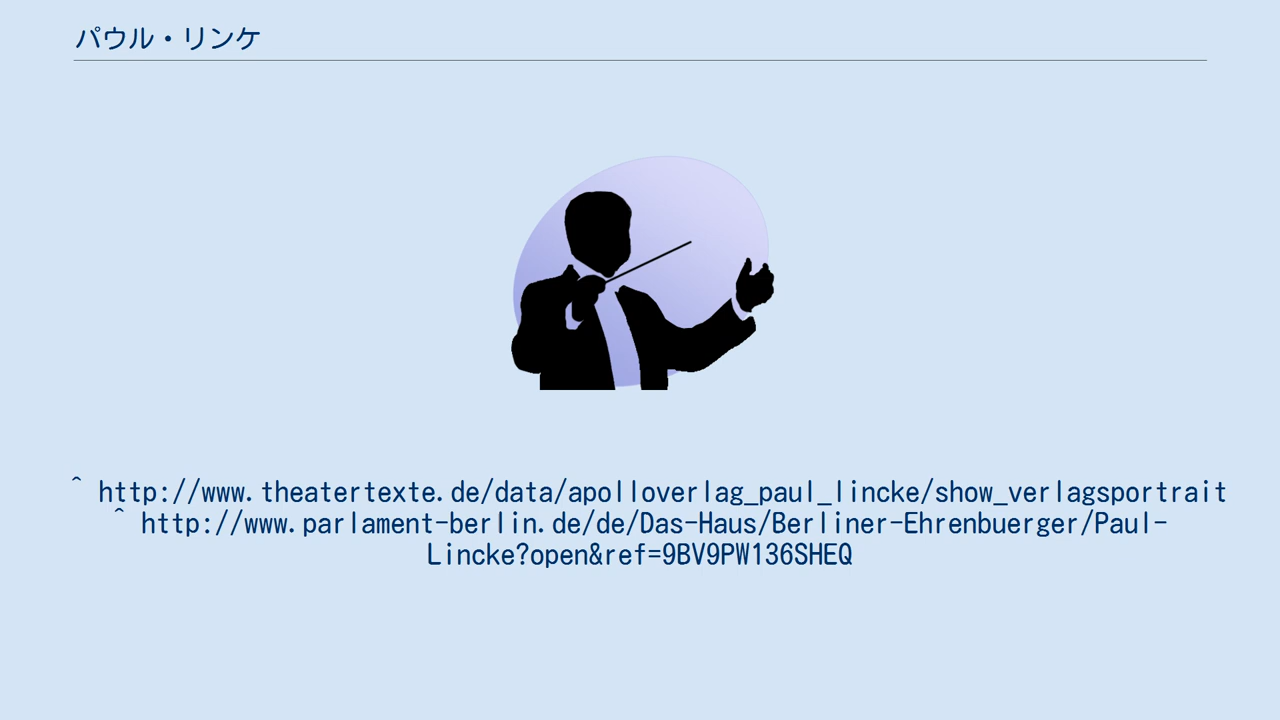 パウル・リンケ
^ http://www.theatertexte.de/data/apolloverlag_paul_lincke/show_verlagsportrait
^ http://www.parlament-berlin.de/de/Das-Haus/Berliner-Ehrenbuerger/Paul-
Lincke?open&ref=9BV9PW136SHEQ